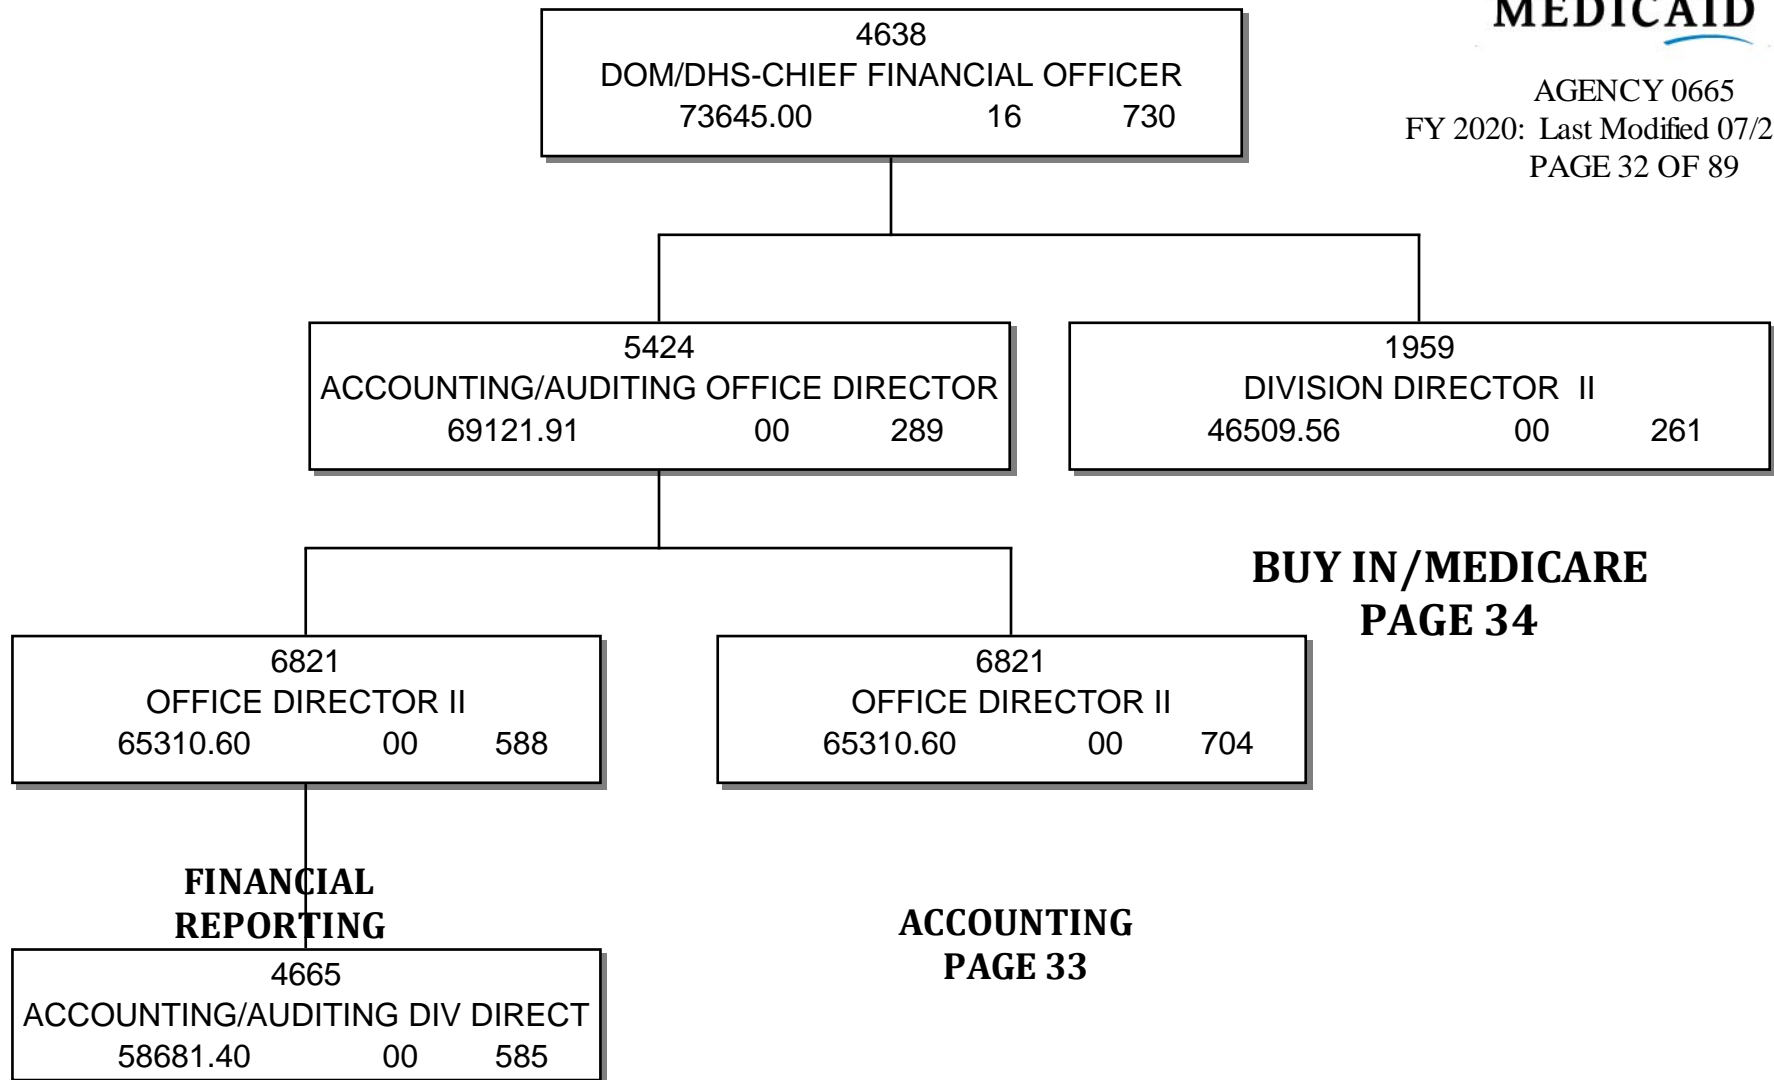 MEDICAID
AGENCY 0665
FY 2020: Last Modified 07/2
PAGE 32 OF 89
4638
DOM/DHS-CHIEF FINANCIAL OFFICER
73645.00 16 730
5424
ACCOUNTING/AUDITING OFFICE DIRECTOR
69121.91 00 289
1959
DIVISION DIRECTOR II
46509.56 00 261
BUY IN/MEDICARE
PAGE 34
6821
OFFICE DIRECTOR II
65310.60 00 588
6821
OFFICE DIRECTOR II
65310.60 00 704
FINANCIAL
REPORTING
ACCOUNTING
PAGE 33
4665
ACCOUNTING/AUDITING DIV DIRECT
58681.40 00 585